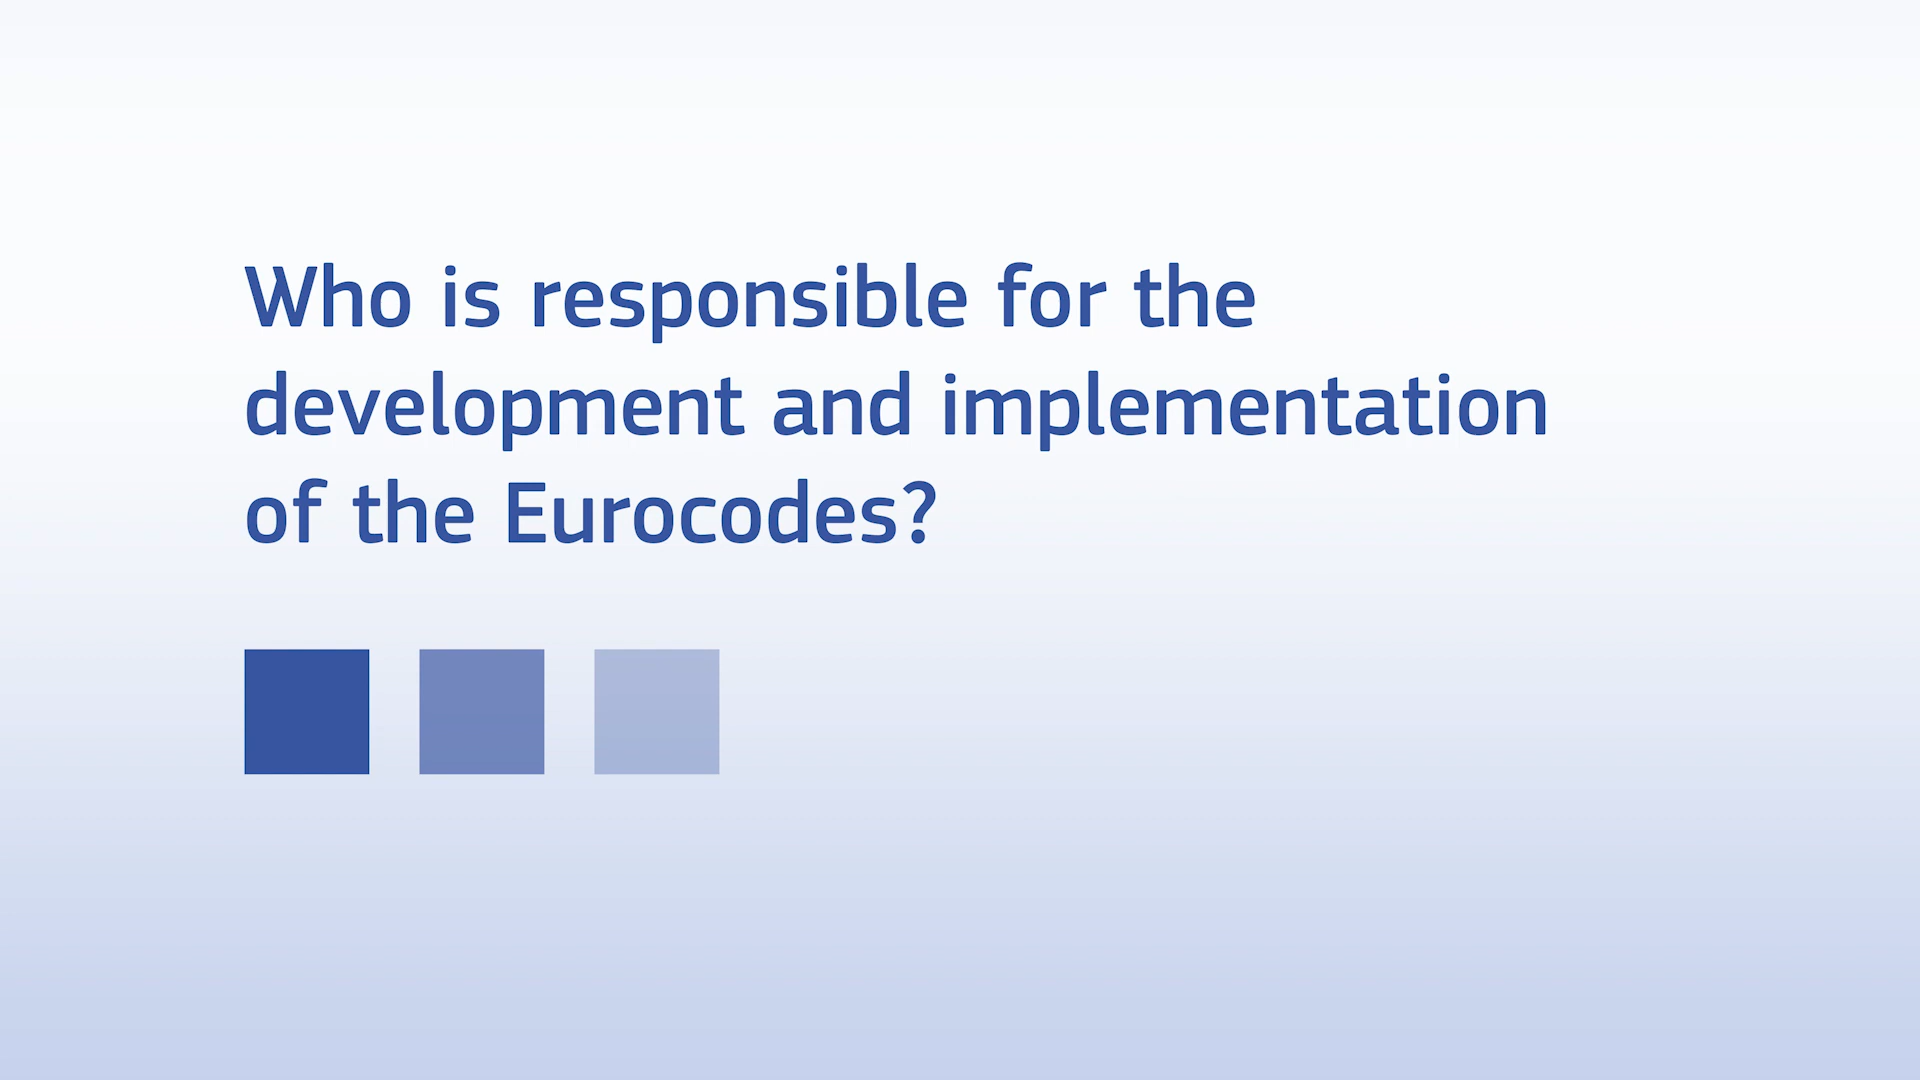 Who is responsible for the
development and implementation
of the Eurocodes?